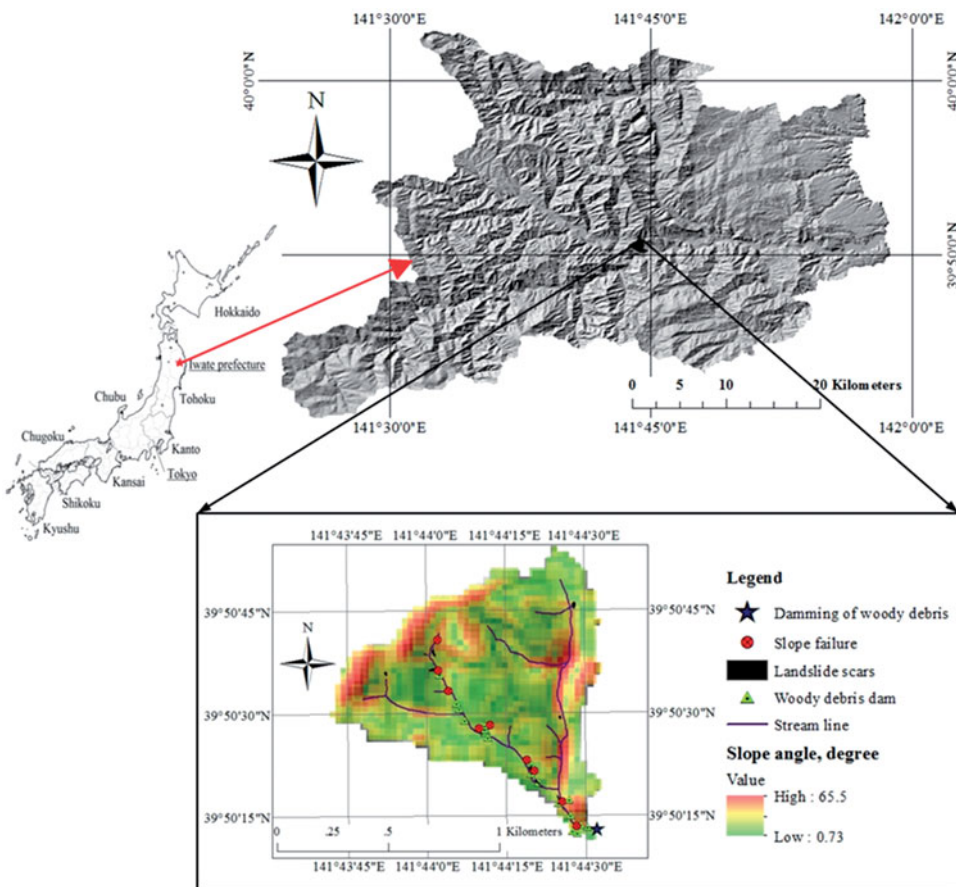 141°30'0"E
141°45'0"E
142°0'0"E
40°0'0"N
40°0'0"N
N
39°50'0"N
39°50'0"N
Hokkaido
Iwate prefecture
Chubu
Tohoku
Chugoku
Kanto
Tokyo
Kansai
Shikoku
Kyushu
0 5 10 20 Kilometers
141°30'0"E
141°45'0"E
142°0'0"E
141°43'45"E
141°44'0"E
141°44'15"E
141°44'30"E
39°50'45"N
39°50'45"N
N
39°50'30"N
39°50'30"N
39°50'15"N
39°50'15"N
0 .25 .5 1 Kilometers
141°43'45"E
141°44'0"E
141°44'15"E
141°44'30"E
Legend
Damming of woody debris
Slope failure
Landslide scars
Woody debris dam
Stream line
Slope angle, degree
Value
High : 65.5
Low : 0.73